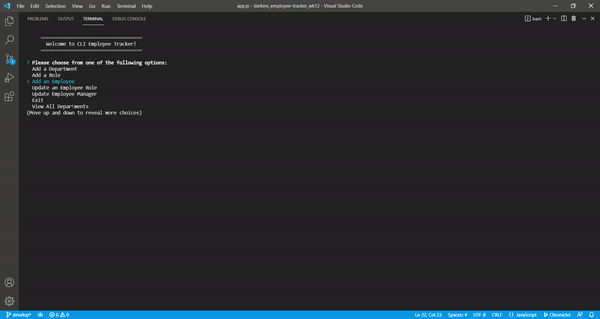 File Edit Selection View Go Run Terminal Help
app.js - darkins_employee-tracker_wk12 - Visual Studio Code
PROBLEMS OUTPUT TERMINAL DEBUG CONSOLE
bash
==================================
Welcome to CLI Employee Tracker!
==================================
? Please choose from one of the following options:
Add a Department
Add a Role
> Add an Employee
Update an Employee Role
Update Employee Manager
Exit
View All Departments
(Move up and down to reveal more choices)
develop* 0 0 Ln 22, Col 23 Spaces: 4 UTF-8 CRLF {} JavaScript Chronicler